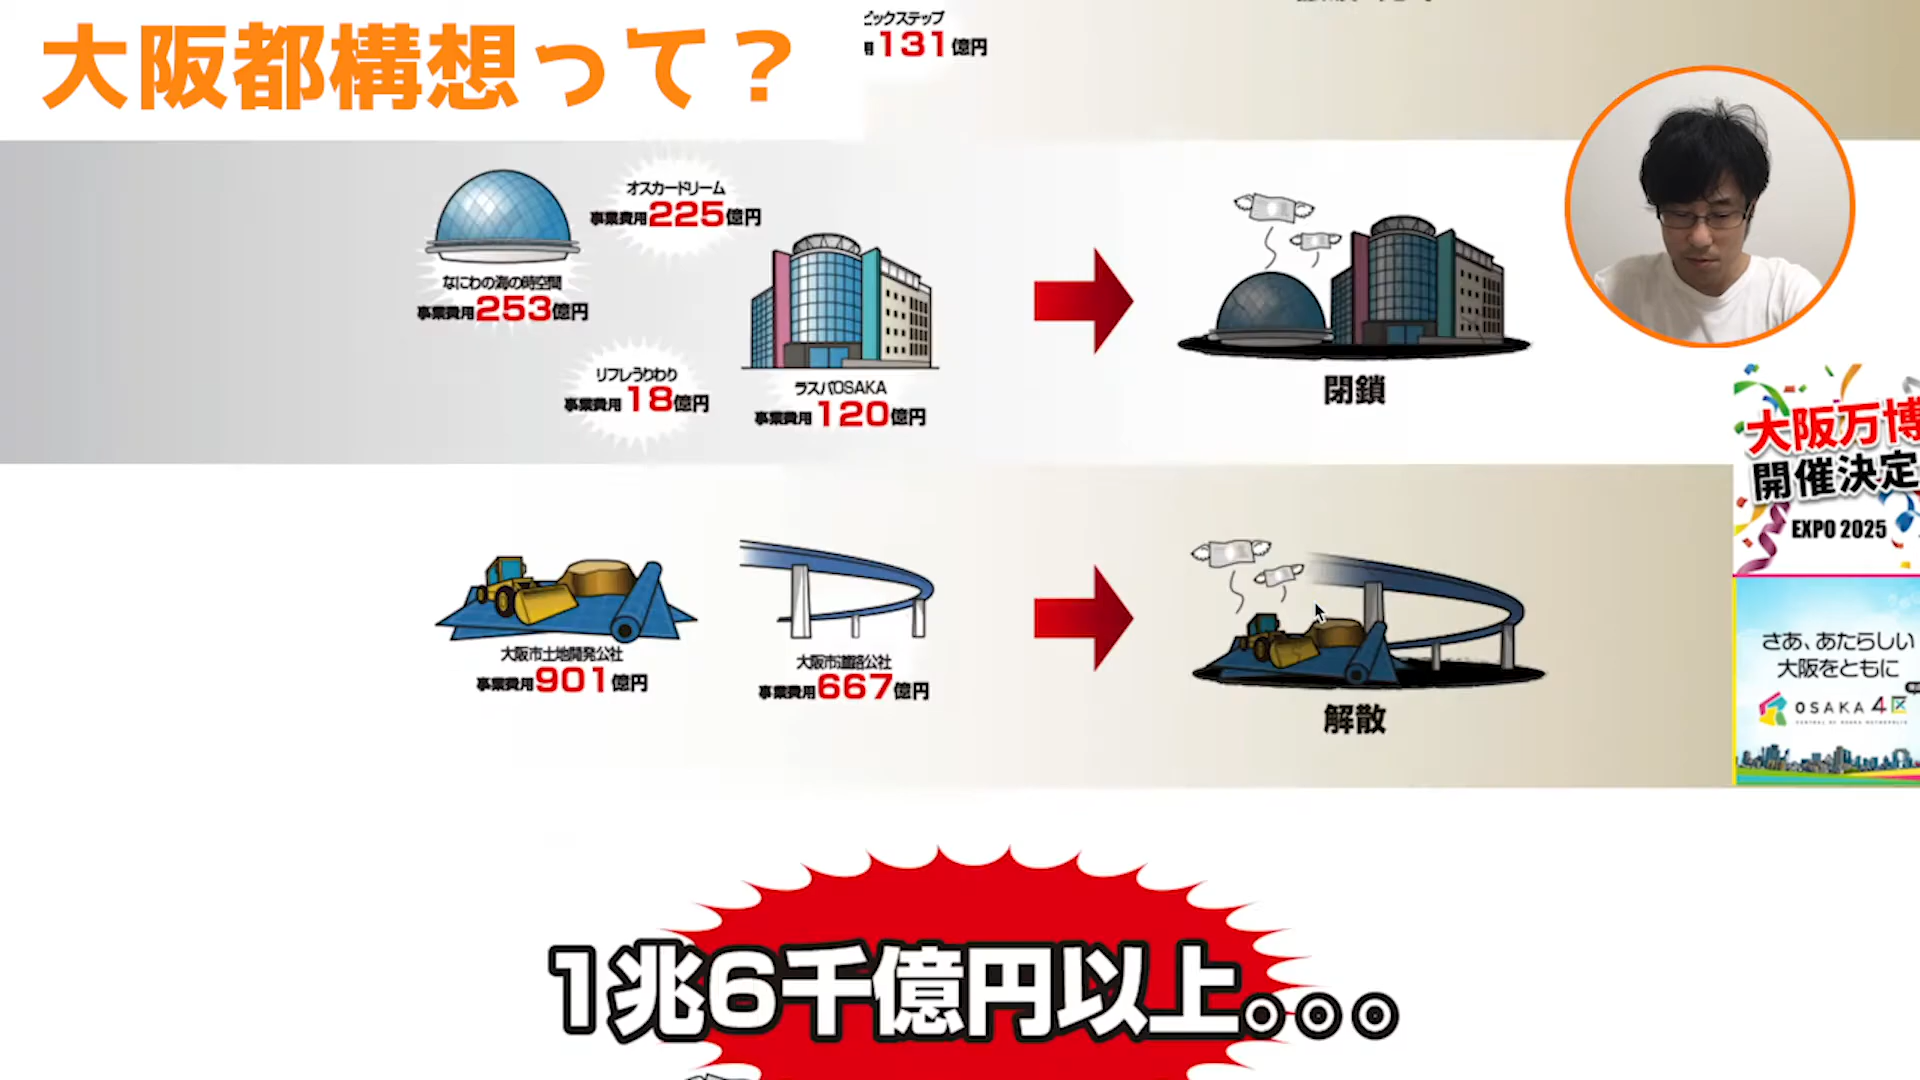 大阪都構想って？
ビックステップ
用131億円
オスカードリーム
事業費用225億円
なにわの海の時空間
事業費用253億円
リフレうりわり
事業費用18億円
ラスパOSAKA
事業費用120億円
閉鎖
大阪万博
開催決定
EXPO 2025
大阪市土地開発公社
事業費用901億円
大阪市道路公社
事業費用667億円
解散
さあ、あたらしい
大阪をともに
OSAKA 4区
CENTRAL OF OSAKA METROPOLIS
1兆6千億円以上。。。